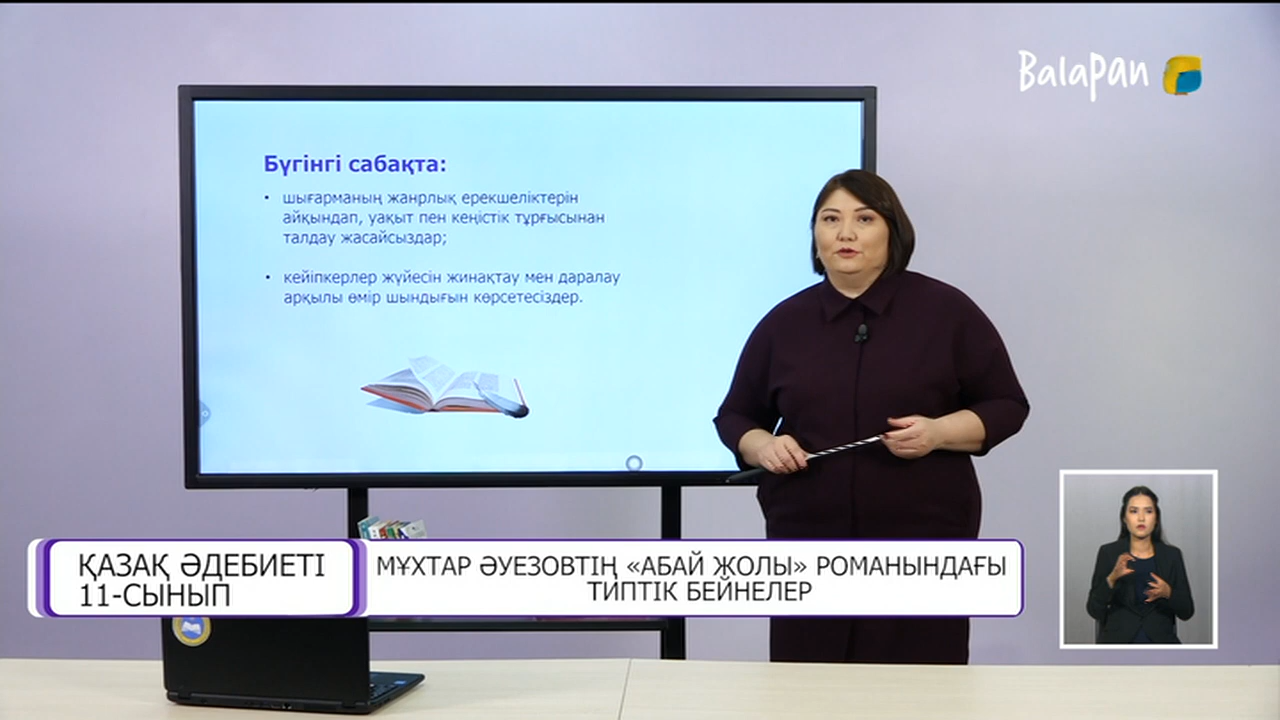 Balapan
Бүгінгі сабақта:
• шығарманың жанрлық ерекшеліктерін
айқындап, уақыт пен кеңістік тұрғысынан
талдау жасайсыздар;
• кейіпкерлер жүйесін жинақтау мен даралау
арқылы өмір шындығын көрсетесіздер.
ҚАЗАҚ ӘДЕБИЕТІ
11-СЫНЫП
МҰХТАР ӘУЕЗОВТІҢ «АБАЙ ЖОЛЫ» РОМАНЫНДАҒЫ
ТИПТІК БЕЙНЕЛЕР